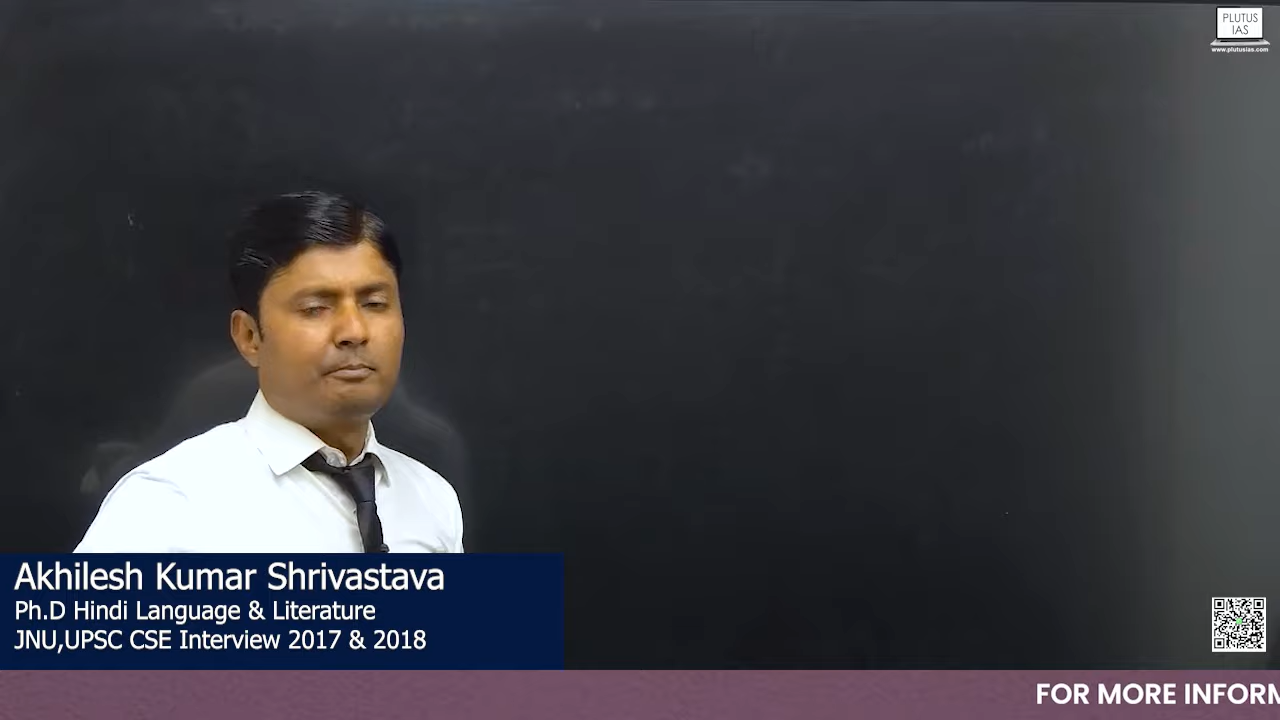 PLUTUS
IAS
www.plutusias.com
Akhilesh Kumar Shrivastava
Ph.D Hindi Language & Literature
JNU,UPSC CSE Interview 2017 & 2018
FOR MORE INFORM